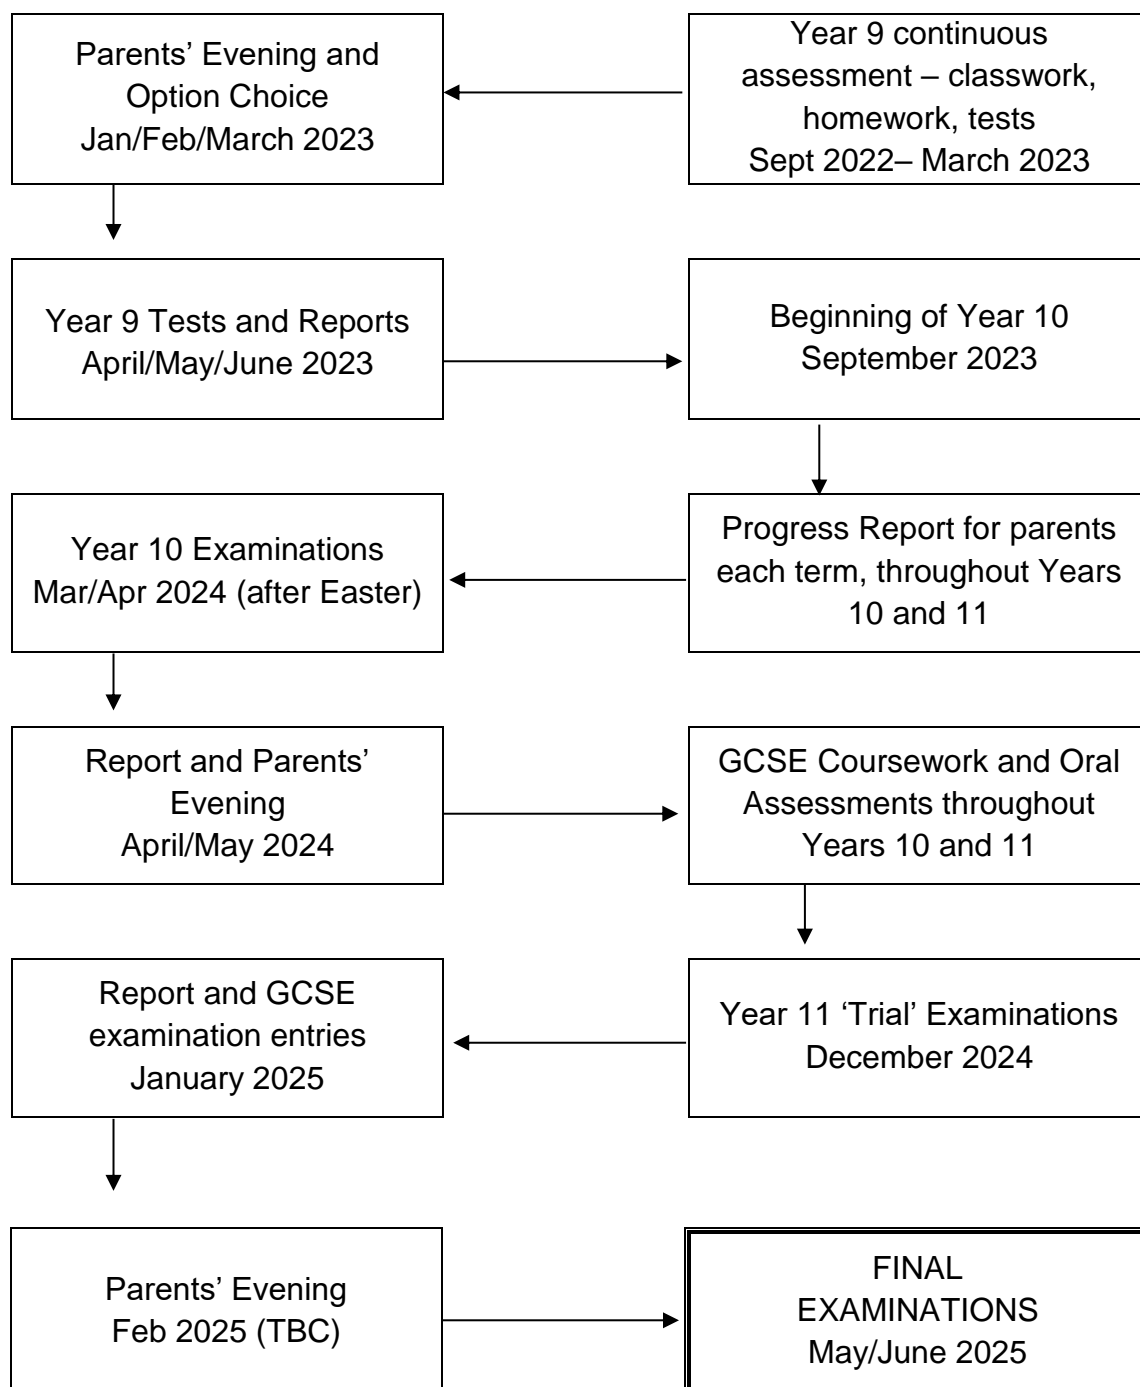 Parents’ Evening and
Option Choice
Jan/Feb/March 2023
Year 9 continuous
assessment – classwork,
homework, tests
Sept 2022– March 2023
Year 9 Tests and Reports
April/May/June 2023
Beginning of Year 10
September 2023
Year 10 Examinations
Mar/Apr 2024 (after Easter)
Progress Report for parents
each term, throughout Years
10 and 11
Report and Parents’
Evening
April/May 2024
GCSE Coursework and Oral
Assessments throughout
Years 10 and 11
Report and GCSE
examination entries
January 2025
Year 11 ‘Trial’ Examinations
December 2024
Parents’ Evening
Feb 2025 (TBC)
FINAL
EXAMINATIONS
May/June 2025